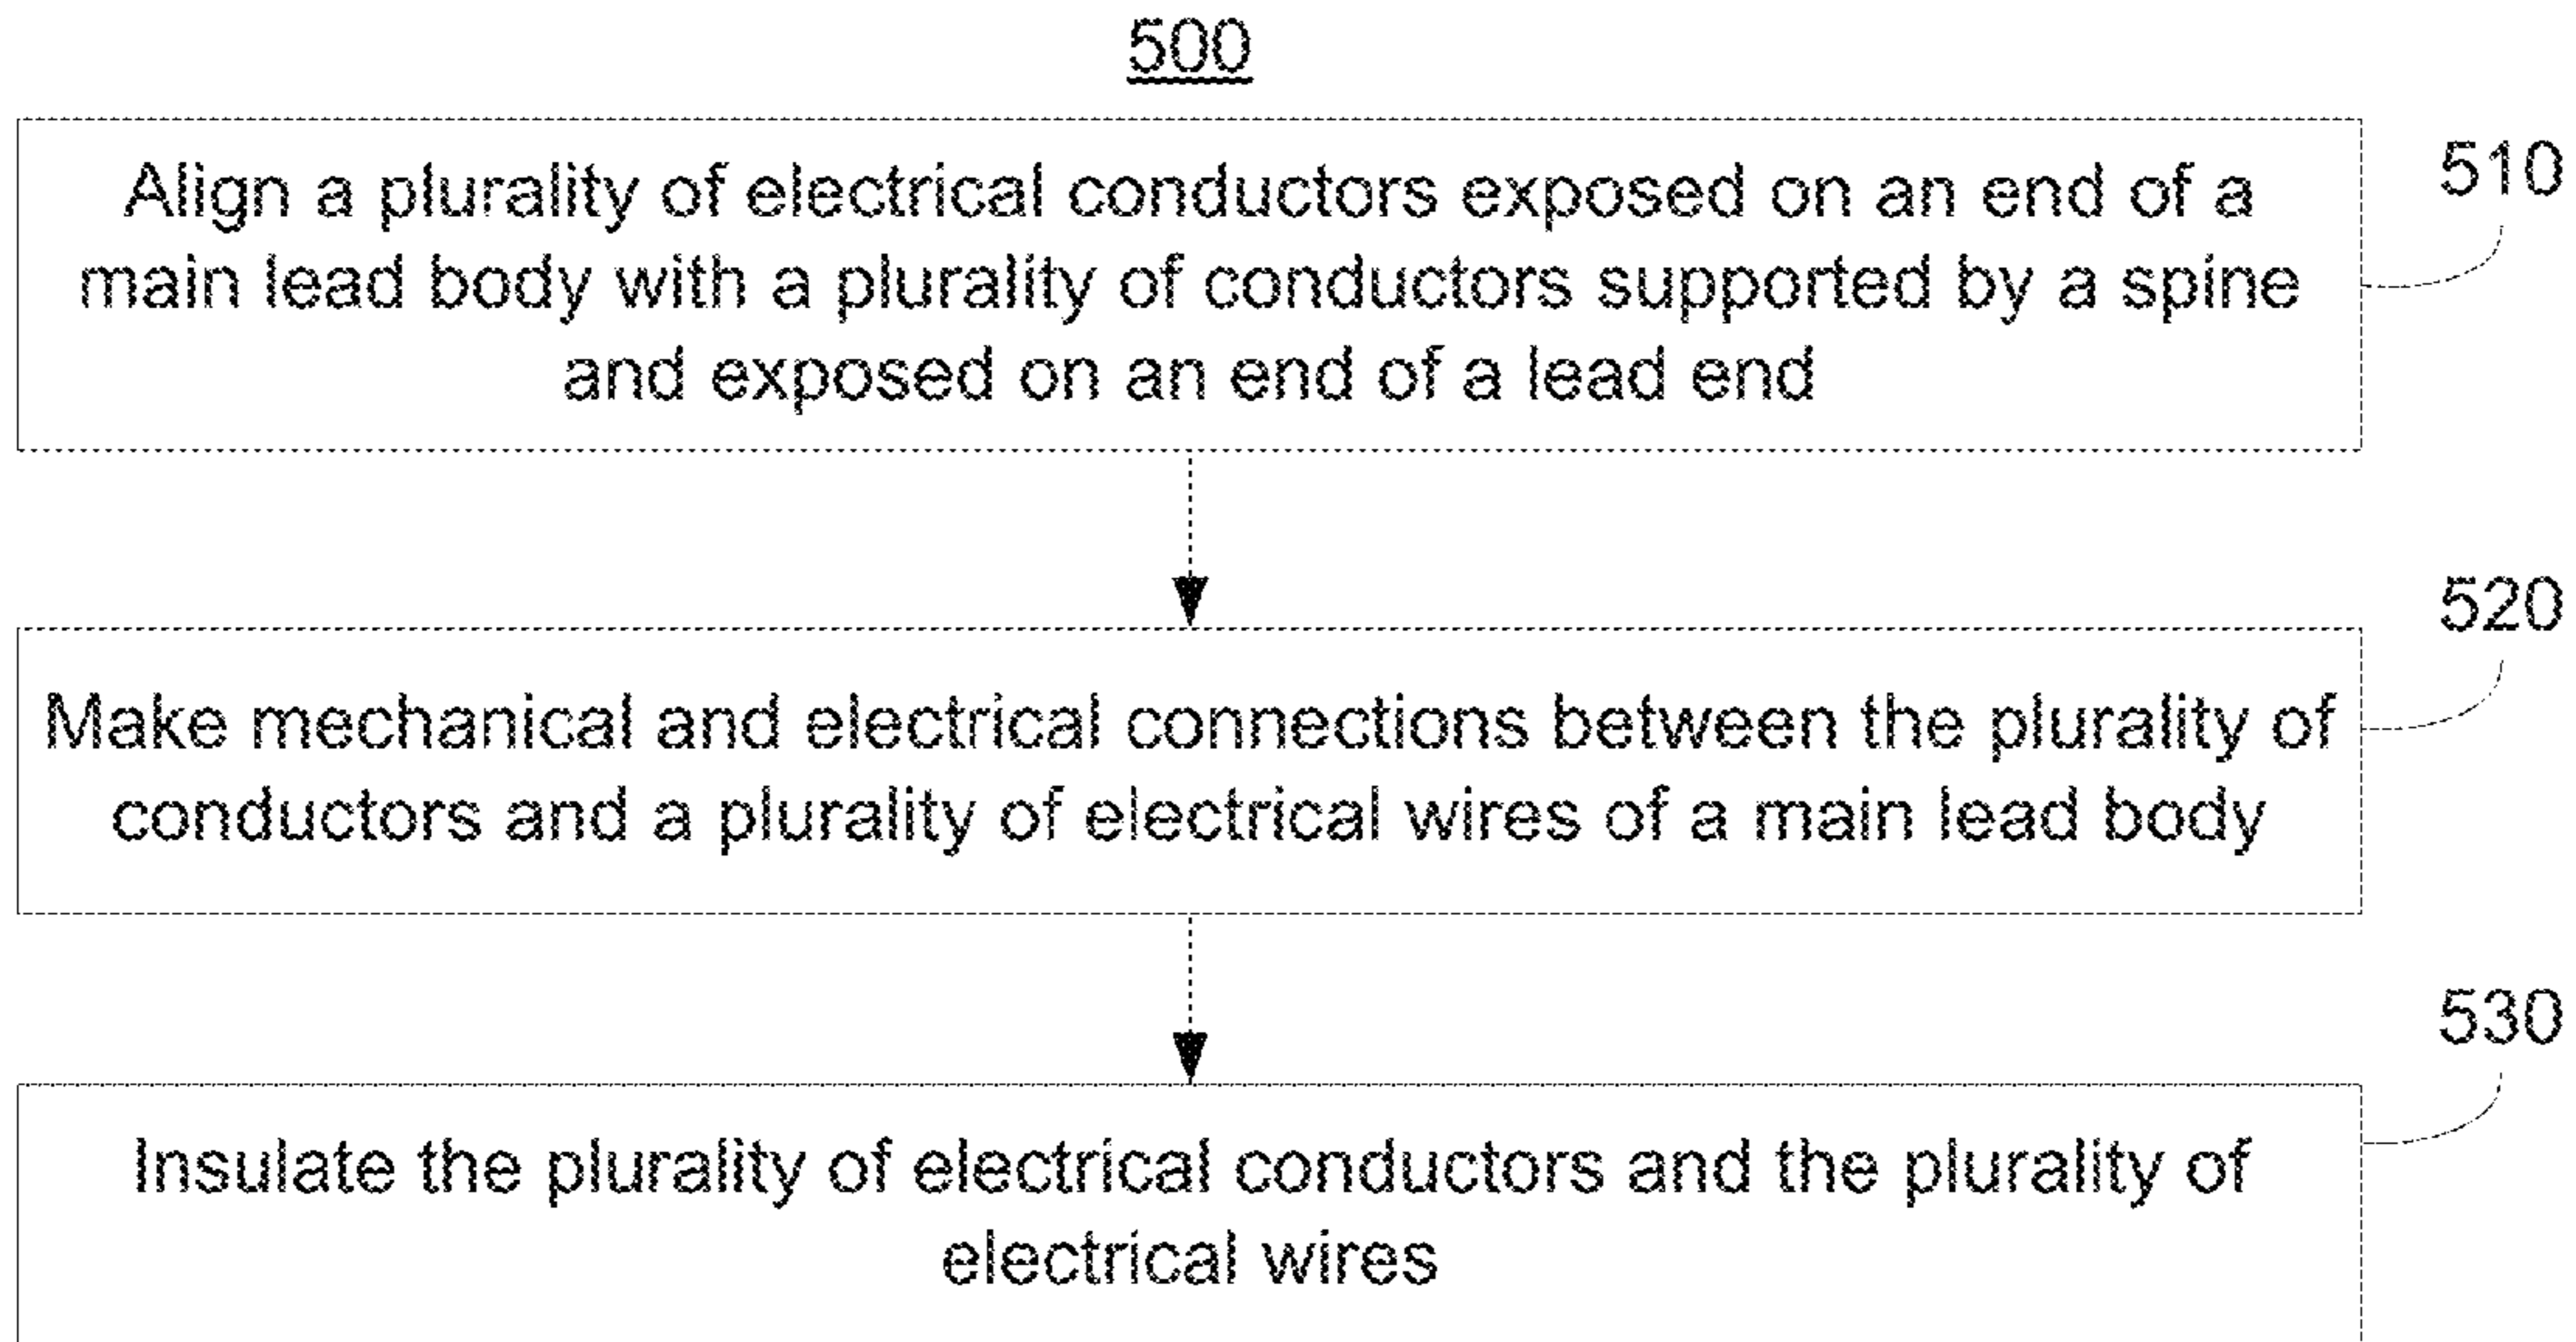 500
Align a plurality of electrical conductors exposed on an end of a
510
main lead body with a plurality of conductors supported by a spine
and exposed on an end of a lead end
520
Make mechanical and electrical connections between the plurality of
conductors and a plurality of electrical wires of a main lead body
530
Insulate the plurality of electrical conductors and the plurality of
electrical wires